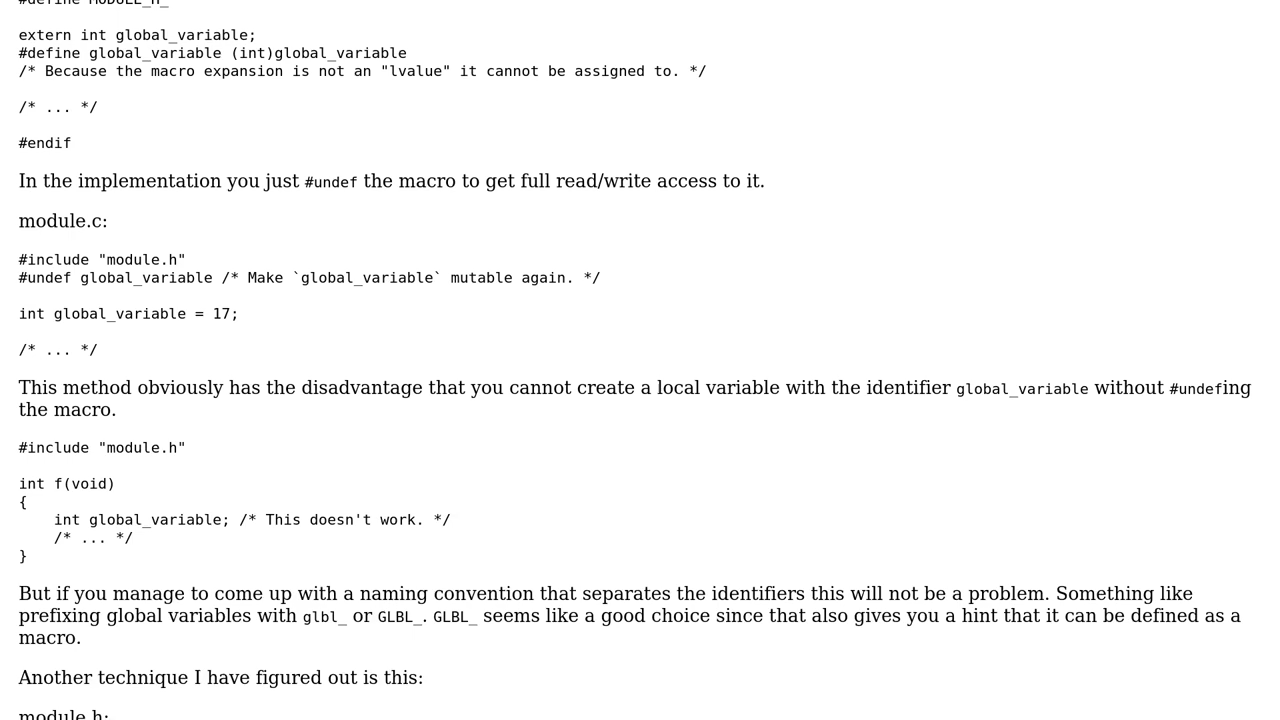 #define MODULE_H_
extern int global_variable;
#define global_variable (int)global_variable
/* Because the macro expansion is not an "lvalue" it cannot be assigned to. */
/* ... */
#endif
In the implementation you just #undef the macro to get full read/write access to it.
module.c:
#include "module.h"
#undef global_variable /* Make `global_variable` mutable again. */
int global_variable = 17;
/* ... */
This method obviously has the disadvantage that you cannot create a local variable with the identifier global_variable without #undefing
the macro.
#include "module.h"
int f(void)
{
    int global_variable; /* This doesn't work. */
    /* ... */
}
But if you manage to come up with a naming convention that separates the identifiers this will not be a problem. Something like
prefixing global variables with glbl_ or GLBL_. GLBL_ seems like a good choice since that also gives you a hint that it can be defined as a
macro.
Another technique I have figured out is this:
module.h: